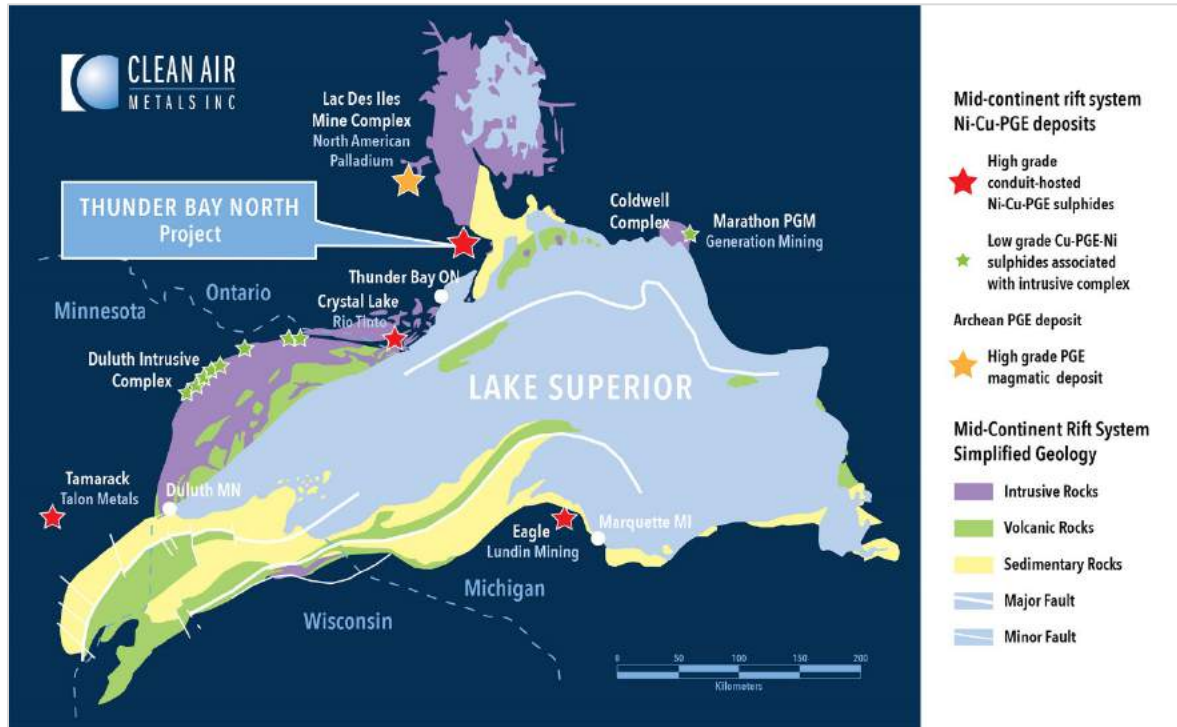 CLEAN AIR
METALS INC
Lac Des Iles
Mine Complex
North American
Palladium
THUNDER BAY NORTH
Project
Coldwell
Complex
Marathon PGM
Generation Mining
Thunder Bay ON
Ontario
Minnesota
Crystal Lake
Rio Tinto
Duluth Intrusive
Complex
LAKE SUPERIOR
Tamarack
Talon Metals
Duluth MN
Eagle
Lundin Mining
Marquette MI
Michigan
Wisconsin
0 50 100 150 200
Kilometers
Mid-continent rift system
Ni-Cu-PGE deposits
High grade
conduit-hosted
Ni-Cu-PGE sulphides
Low grade Cu-PGE-Ni
sulphides associated
with intrusive complex
Archean PGE deposit
High grade PGE
magmatic deposit
Mid-Continent Rift System
Simplified Geology
Intrusive Rocks
Volcanic Rocks
Sedimentary Rocks
Major Fault
Minor Fault